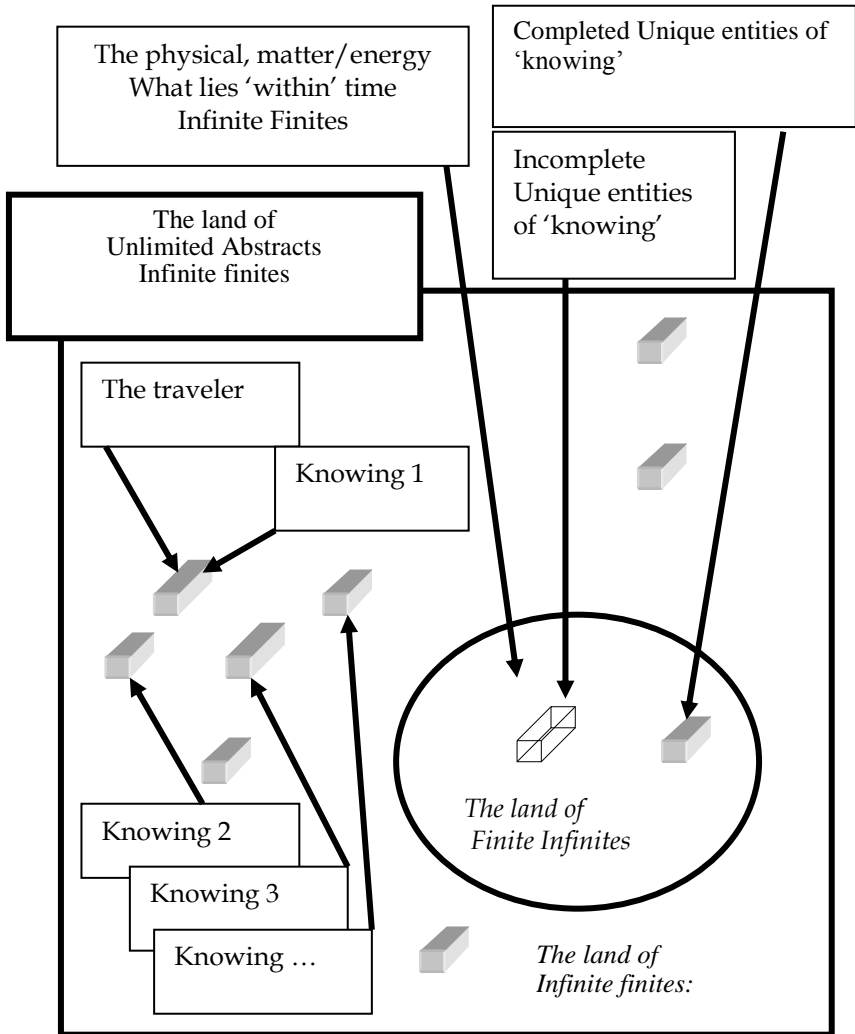 The physical, matter/energy
What lies ‘within’ time
Infinite Finites
Completed Unique entities of
‘knowing’
Incomplete
Unique entities
of ‘knowing’
The land of
Unlimited Abstracts
Infinite finites
The traveler
Knowing 1
Knowing 2
Knowing 3
Knowing …
The land of
Finite Infinites
The land of
Infinite finites: